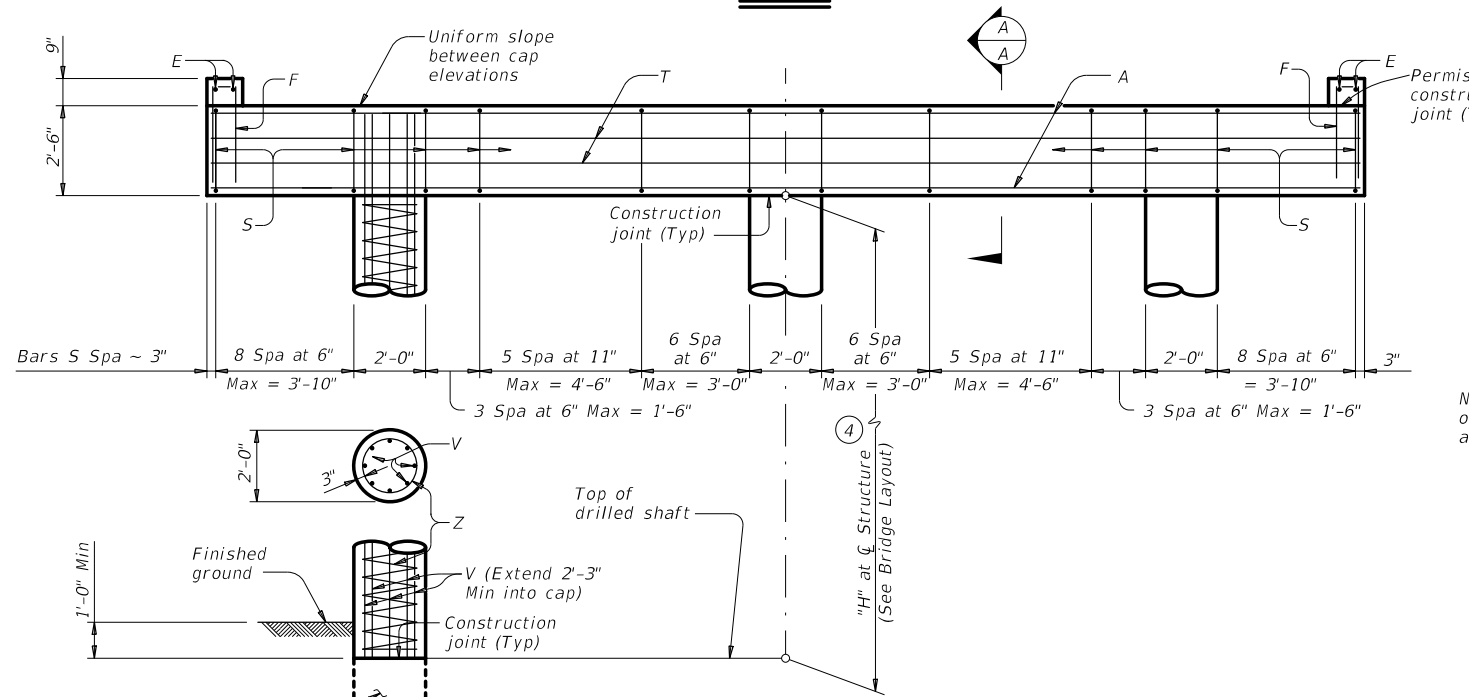 A
A
9"
E
F
Uniform slope
between cap
elevations
T
A
F
E
joint (
2'-6"
S
Construction
joint (Typ)
S
Bars S Spa ~ 3"
8 Spa at 6"
Max = 3'-10"
2'-0"
5 Spa at 11"
Max = 4'-6"
6 Spa
at 6"
Max = 3'-0"
2'-0"
6 Spa
at 6"
Max = 3'-0"
5 Spa at 11"
Max = 4'-6"
2'-0"
8 Spa at 6"
= 3'-10"
3"
3 Spa at 6" Max = 1'-6"
3 Spa at 6" Max = 1'-6"
4
2'-0"
3"
V
Z
"H" at ℄ Structure
(See Bridge Layout)
Top of
drilled shaft
Finished
ground
1'-0" Min
V (Extend 2'-3"
Min into cap)
Construction
joint (Typ)